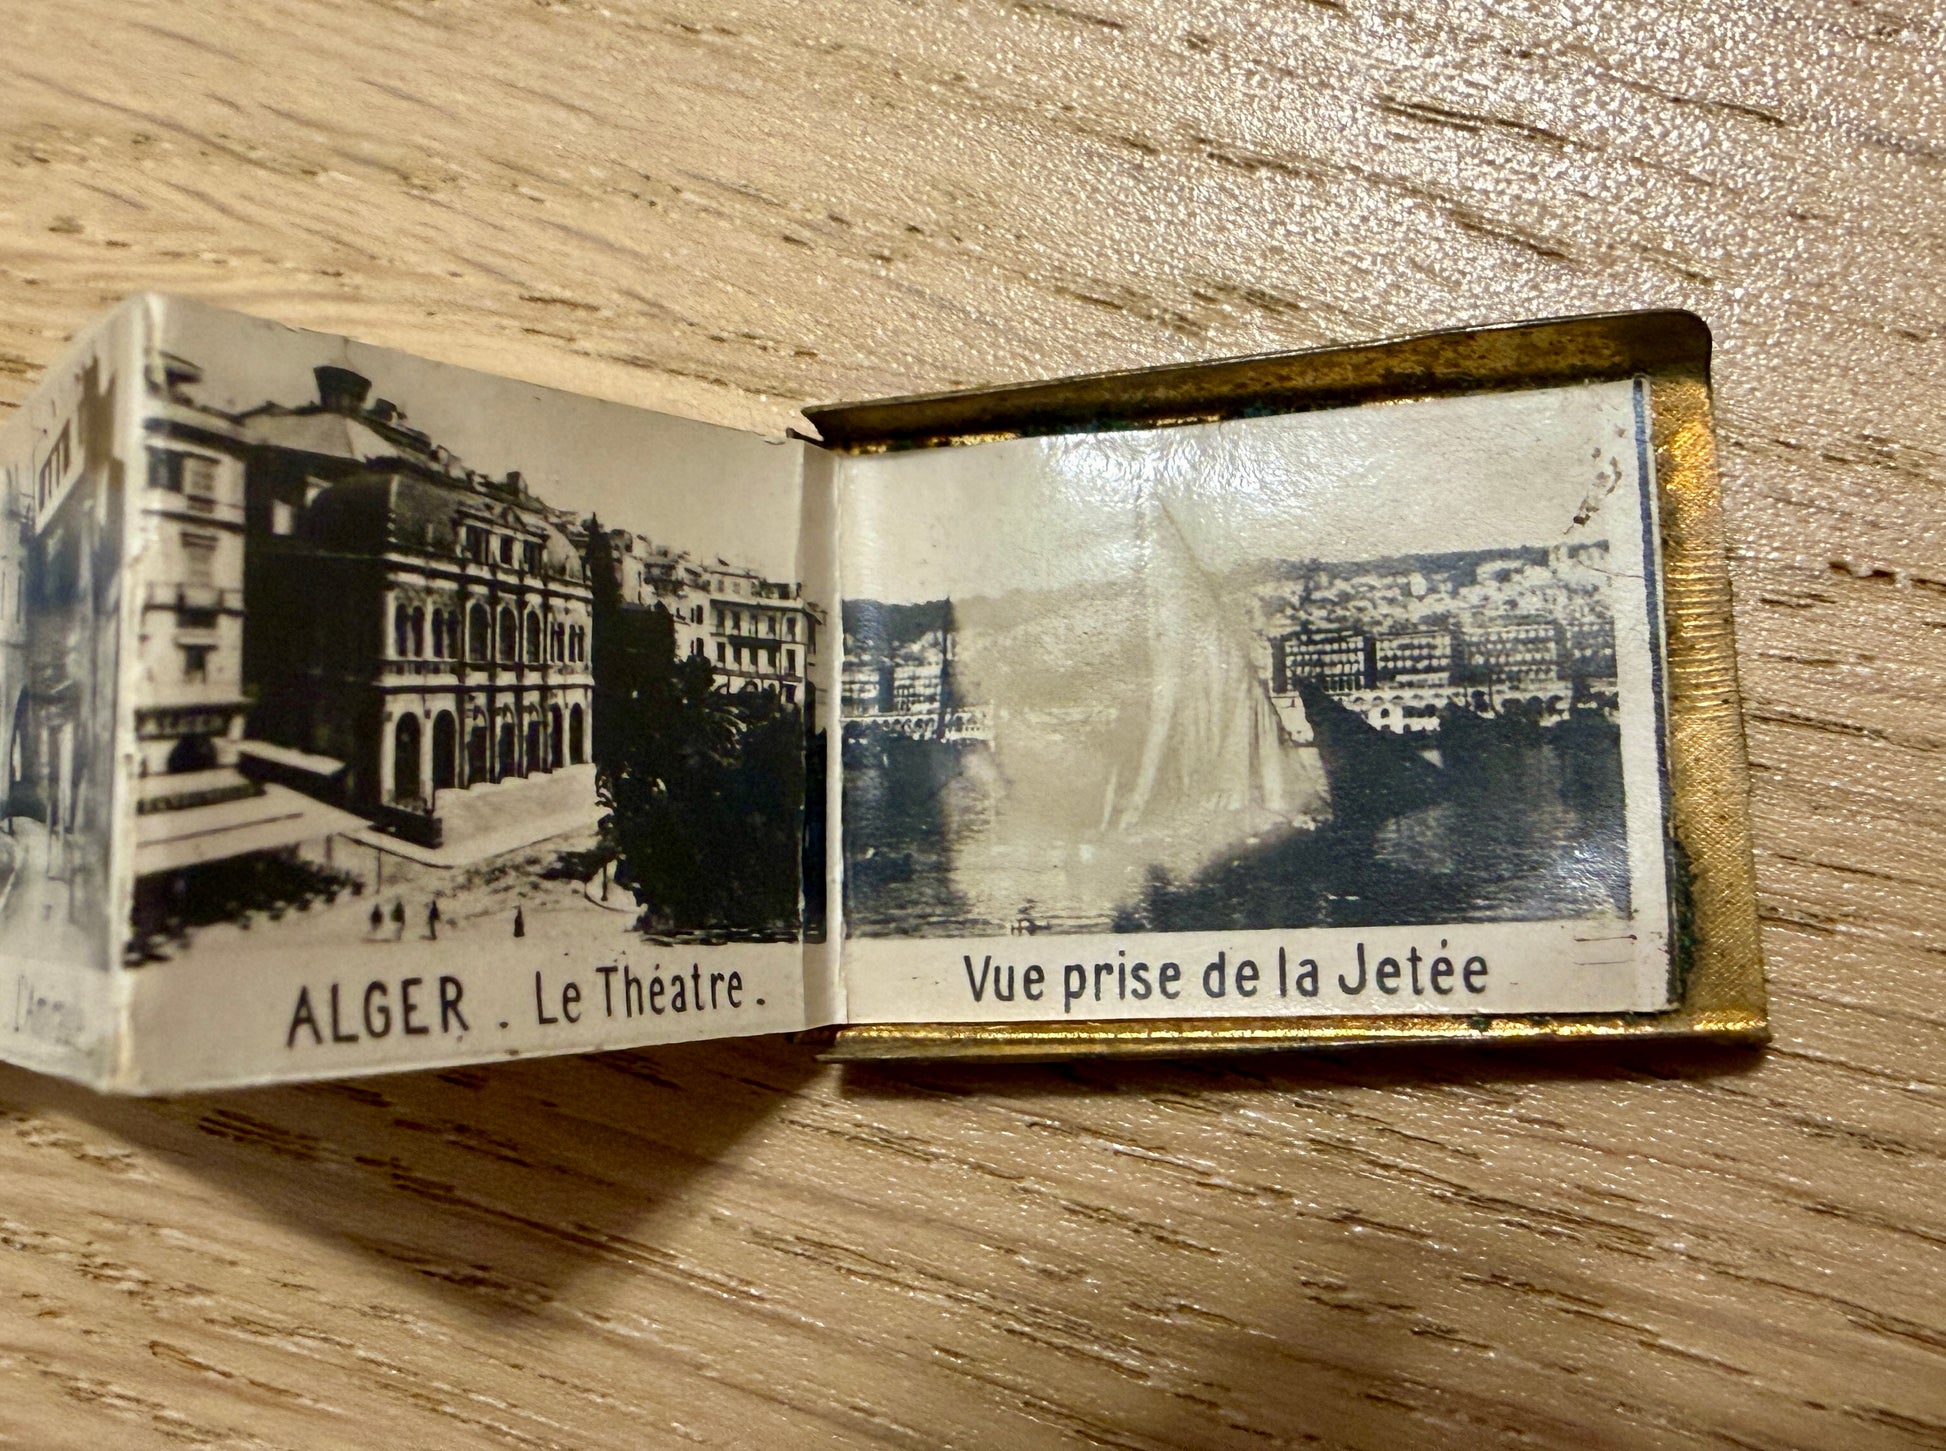 ALGER . Le Théatre .
Vue prise de la Jetée